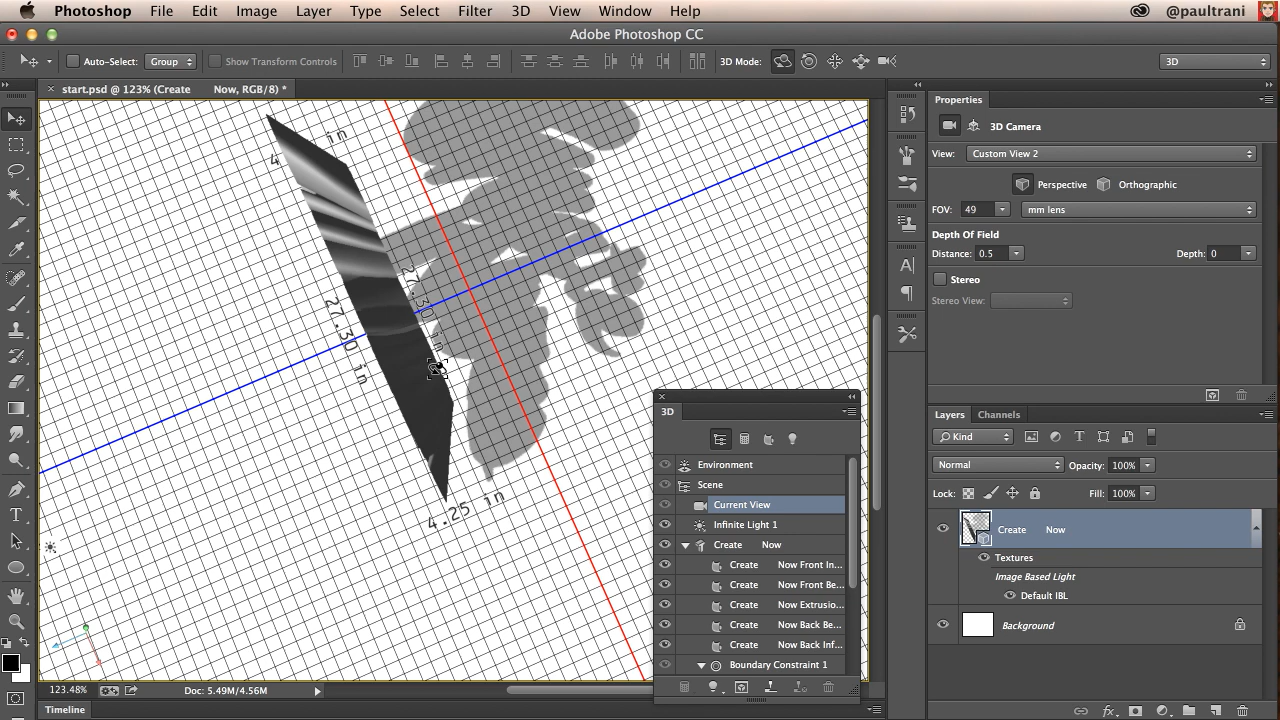 Photoshop File Edit Image Layer Type Select Filter 3D View Window Help @paultrani
Adobe Photoshop CC
Auto-Select: Group Show Transform Controls 3D Mode: 3D
start.psd @ 123% (Create Now, RGB/8) *
in
4
27.30 in
27.30 in
4.25 in
Properties
3D Camera
View: Custom View 2
Perspective Orthographic
FOV: 49 mm lens
Depth Of Field
Distance: 0.5 Depth: 0
Stereo
Stereo View:
3D
Environment
Scene
Current View
Infinite Light 1
Create Now
Create Now Front In...
Create Now Front Be...
Create Now Extrusio...
Create Now Back Be...
Create Now Back Inf...
Boundary Constraint 1
Layers Channels
Kind
Normal Opacity: 100%
Lock: Fill: 100%
Create Now
Textures
Image Based Light
Default IBL
Background
fx
123.48% Doc: 5.49M/4.56M
Timeline